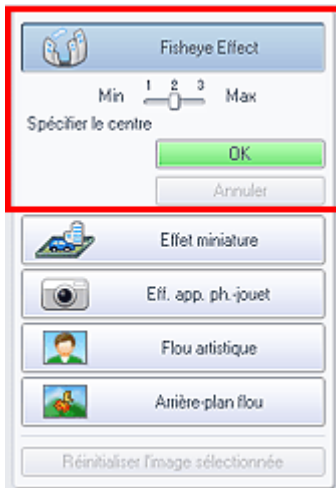 Fisheye Effect
1 2 3
Min Max
Spécifier le centre
OK
Annuler
Effet miniature
Eff. app. ph.-jouet
Flou artistique
Arrière-plan flou
Réinitialiser l'image sélectionnée